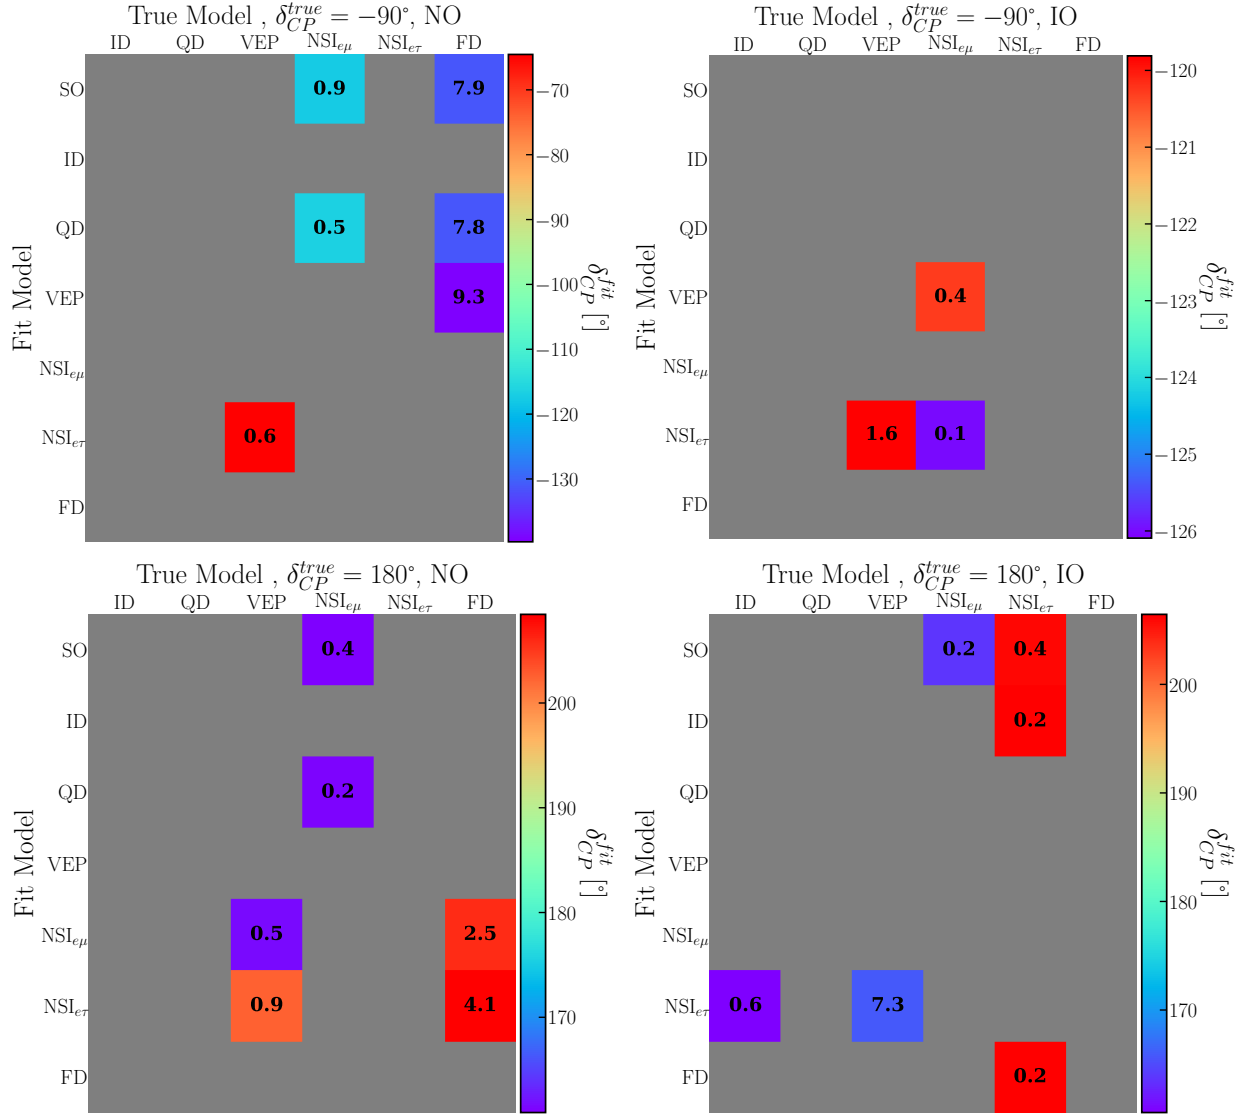 True Model , δ_CP^true = −90°, NO
ID QD VEP NSI_eμ NSI_eτ FD
SO 0.9 7.9
ID
QD 0.5 7.8
VEP 9.3
NSI_eμ
NSI_eτ 0.6
FD
Fit Model
−70
−80
−90
−100
−110
−120
−130
δ_CP^fit [°]
True Model , δ_CP^true = −90°, IO
ID QD VEP NSI_eμ NSI_eτ FD
SO
ID
QD
VEP 0.4
NSI_eμ
NSI_eτ 1.6 0.1
FD
Fit Model
−120
−121
−122
−123
−124
−125
−126
δ_CP^fit [°]
True Model , δ_CP^true = 180°, NO
ID QD VEP NSI_eμ NSI_eτ FD
SO 0.4
ID
QD 0.2
VEP
NSI_eμ 0.5 2.5
NSI_eτ 0.9 4.1
FD
Fit Model
200
190
180
170
δ_CP^fit [°]
True Model , δ_CP^true = 180°, IO
ID QD VEP NSI_eμ NSI_eτ FD
SO 0.2 0.4
ID 0.2
QD
VEP
NSI_eμ
NSI_eτ 0.6 7.3
FD 0.2
Fit Model
200
190
180
170
δ_CP^fit [°]